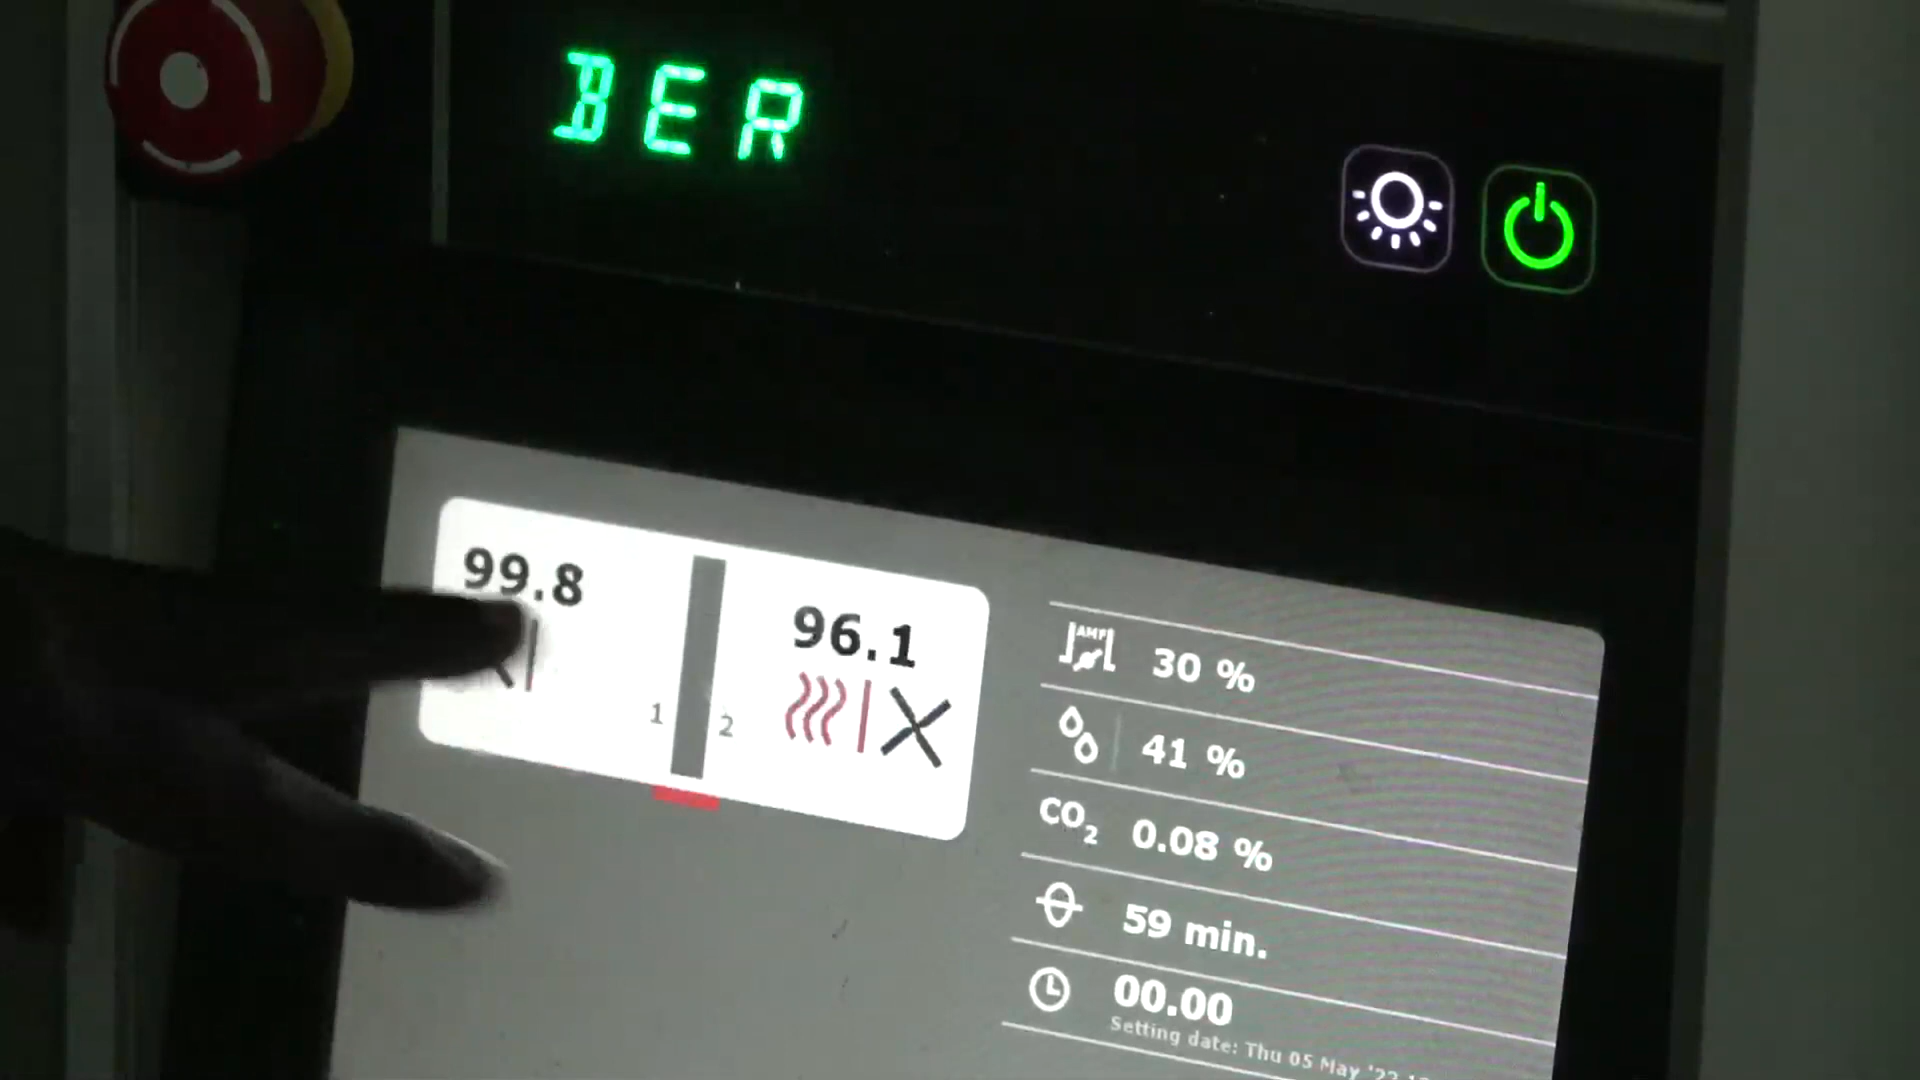 BER
99.8
96.1
1
2
AMP
30 %
41 %
CO₂ 0.08 %
59 min.
00.00
Setting date: Thu 05 May